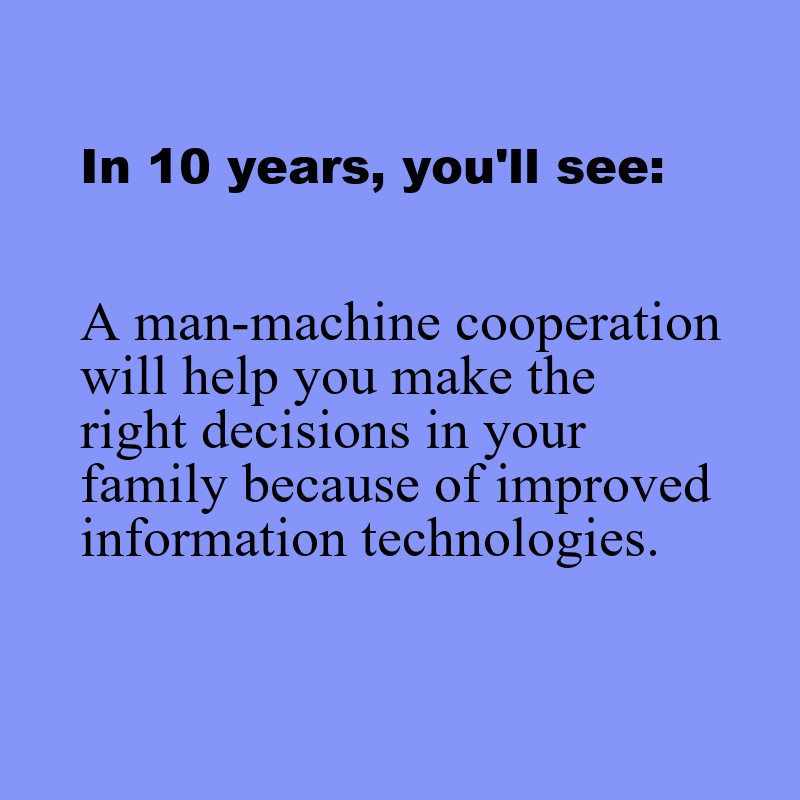 In 10 years, you'll see:
A man-machine cooperation
will help you make the
right decisions in your
family because of improved
information technologies.